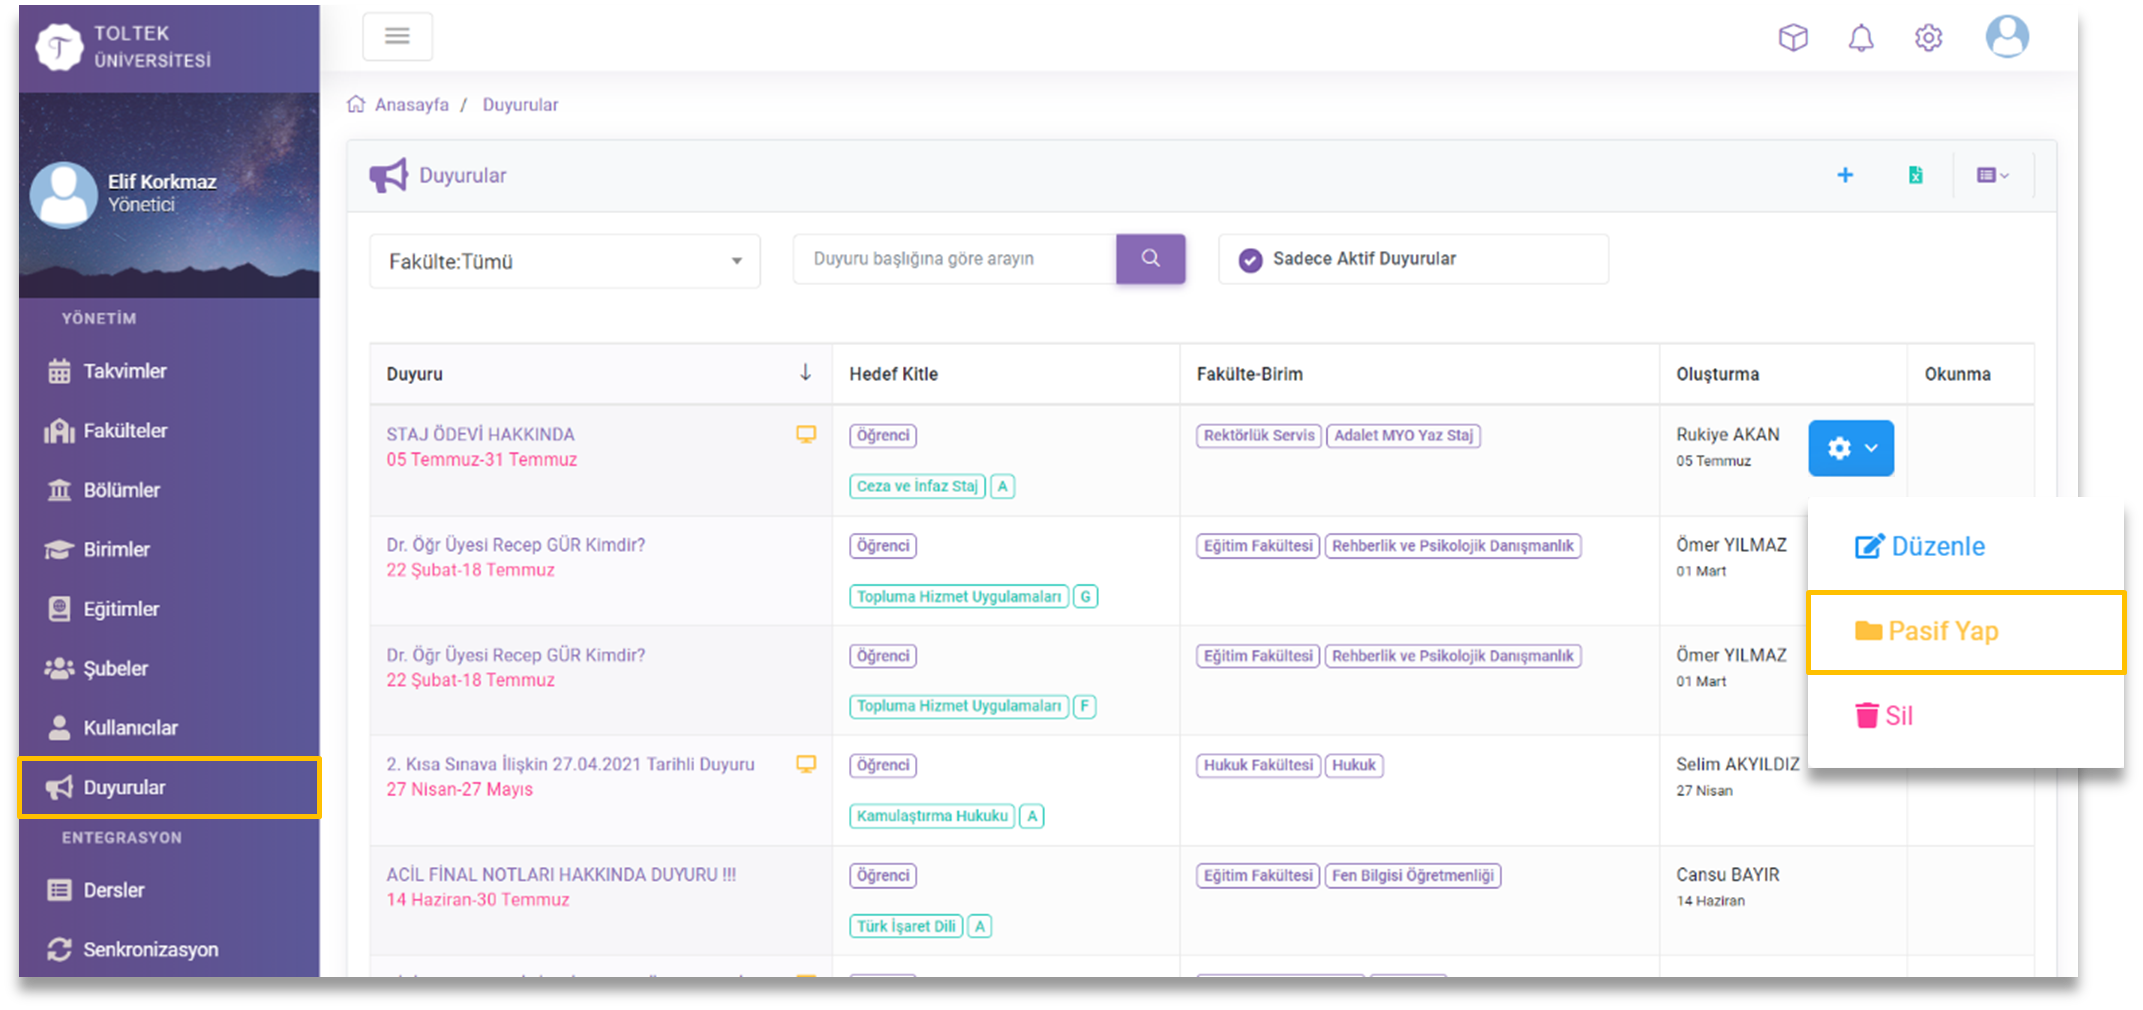 TOLTEK
ÜNİVERSİTESİ
Elif Korkmaz
Yönetici
YÖNETİM
Takvimler
Fakülteler
Bölümler
Birimler
Eğitimler
Şubeler
Kullanıcılar
Duyurular
ENTEGRASYON
Dersler
Senkronizasyon
Anasayfa / Duyurular
Duyurular
Fakülte:Tümü
Duyuru başlığına göre arayın
Sadece Aktif Duyurular
Duyuru Hedef Kitle Fakülte-Birim Oluşturma Okunma
STAJ ÖDEVİ HAKKINDA Öğrenci Rektörlük Servis Adalet MYO Yaz Staj Rukiye AKAN
05 Temmuz-31 Temmuz 05 Temmuz
Ceza ve İnfaz Staj A
Dr. Öğr Üyesi Recep GÜR Kimdir? Öğrenci Eğitim Fakültesi Rehberlik ve Psikolojik Danışmanlık Ömer YILMAZ
22 Şubat-18 Temmuz 01 Mart
Topluma Hizmet Uygulamaları G
Dr. Öğr Üyesi Recep GÜR Kimdir? Öğrenci Eğitim Fakültesi Rehberlik ve Psikolojik Danışmanlık Ömer YILMAZ
22 Şubat-18 Temmuz 01 Mart
Topluma Hizmet Uygulamaları F
2. Kısa Sınava İlişkin 27.04.2021 Tarihli Duyuru Öğrenci Hukuk Fakültesi Hukuk Selim AKYILDIZ
27 Nisan-27 Mayıs 27 Nisan
Kamulaştırma Hukuku A
ACİL FİNAL NOTLARI HAKKINDA DUYURU !!! Öğrenci Eğitim Fakültesi Fen Bilgisi Öğretmenliği Cansu BAYIR
14 Haziran-30 Temmuz 14 Haziran
Türk İşaret Dili A
Düzenle
Pasif Yap
Sil